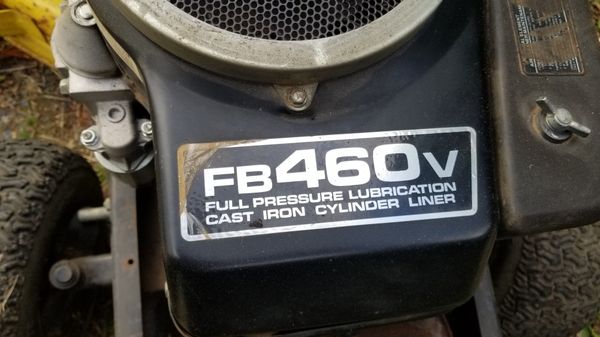 FB460V
FULL PRESSURE LUBRICATION
CAST IRON CYLINDER LINER